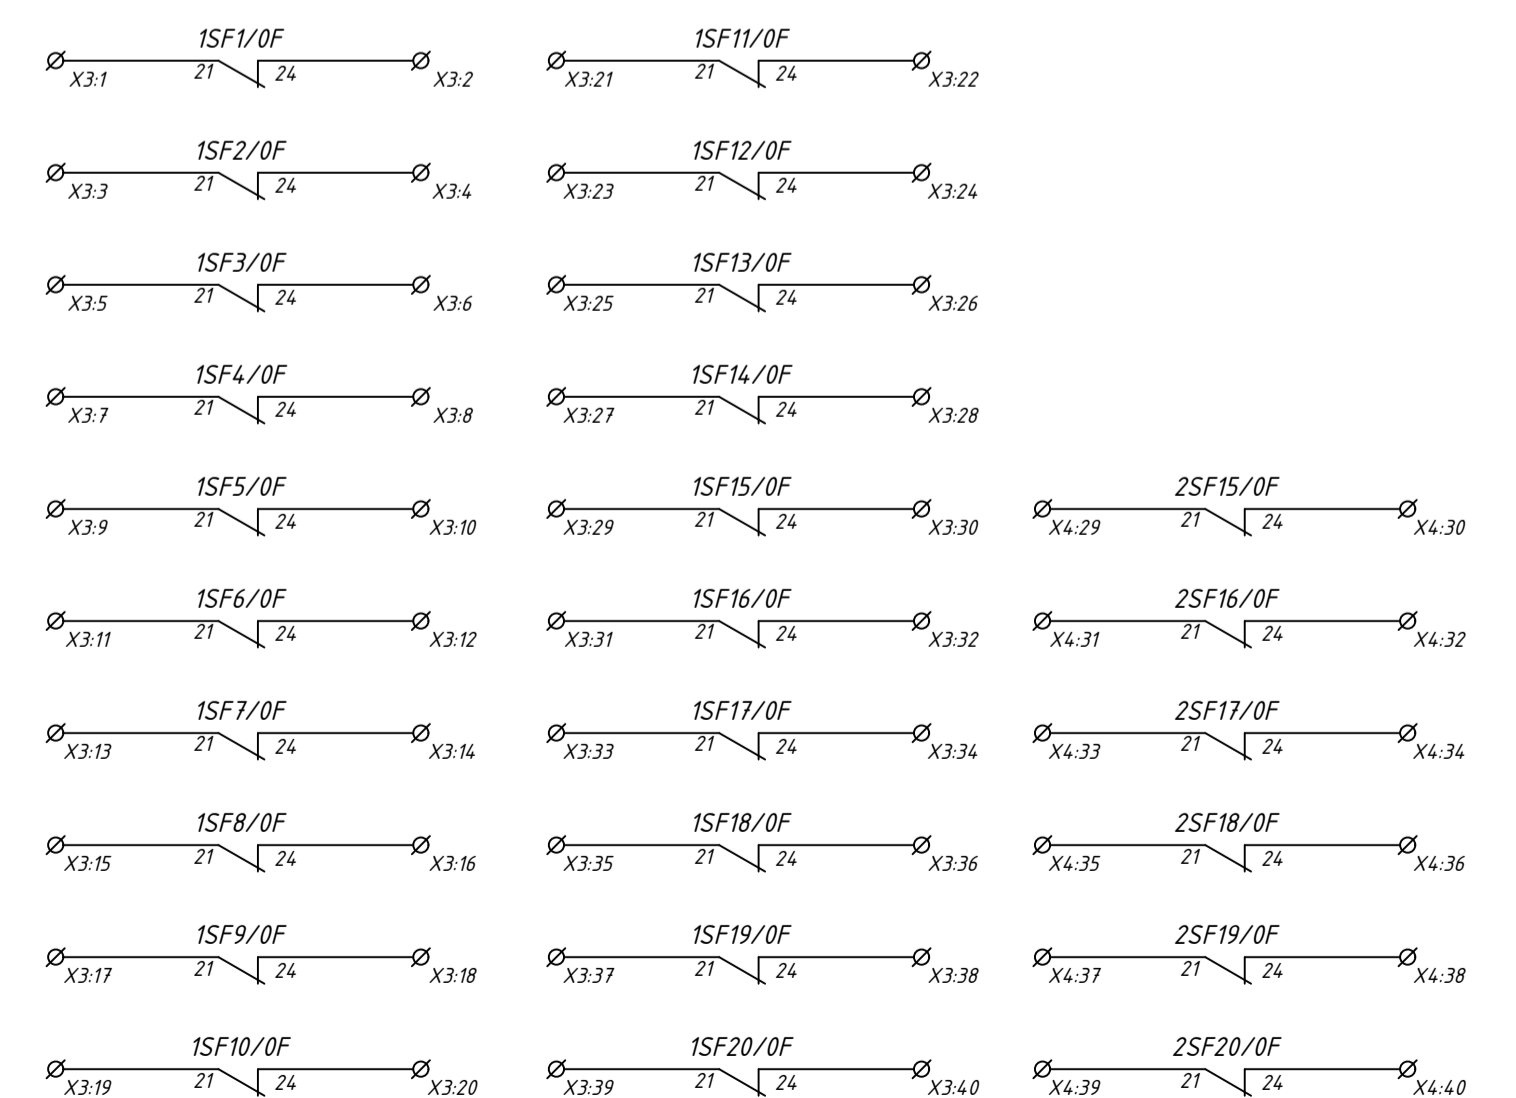 1SF1/0F
X3:1 21 24 X3:2
1SF2/0F
X3:3 21 24 X3:4
1SF3/0F
X3:5 21 24 X3:6
1SF4/0F
X3:7 21 24 X3:8
1SF5/0F
X3:9 21 24 X3:10
1SF6/0F
X3:11 21 24 X3:12
1SF7/0F
X3:13 21 24 X3:14
1SF8/0F
X3:15 21 24 X3:16
1SF9/0F
X3:17 21 24 X3:18
1SF10/0F
X3:19 21 24 X3:20
1SF11/0F
X3:21 21 24 X3:22
1SF12/0F
X3:23 21 24 X3:24
1SF13/0F
X3:25 21 24 X3:26
1SF14/0F
X3:27 21 24 X3:28
1SF15/0F
X3:29 21 24 X3:30
1SF16/0F
X3:31 21 24 X3:32
1SF17/0F
X3:33 21 24 X3:34
1SF18/0F
X3:35 21 24 X3:36
1SF19/0F
X3:37 21 24 X3:38
1SF20/0F
X3:39 21 24 X3:40
2SF15/0F
X4:29 21 24 X4:30
2SF16/0F
X4:31 21 24 X4:32
2SF17/0F
X4:33 21 24 X4:34
2SF18/0F
X4:35 21 24 X4:36
2SF19/0F
X4:37 21 24 X4:38
2SF20/0F
X4:39 21 24 X4:40